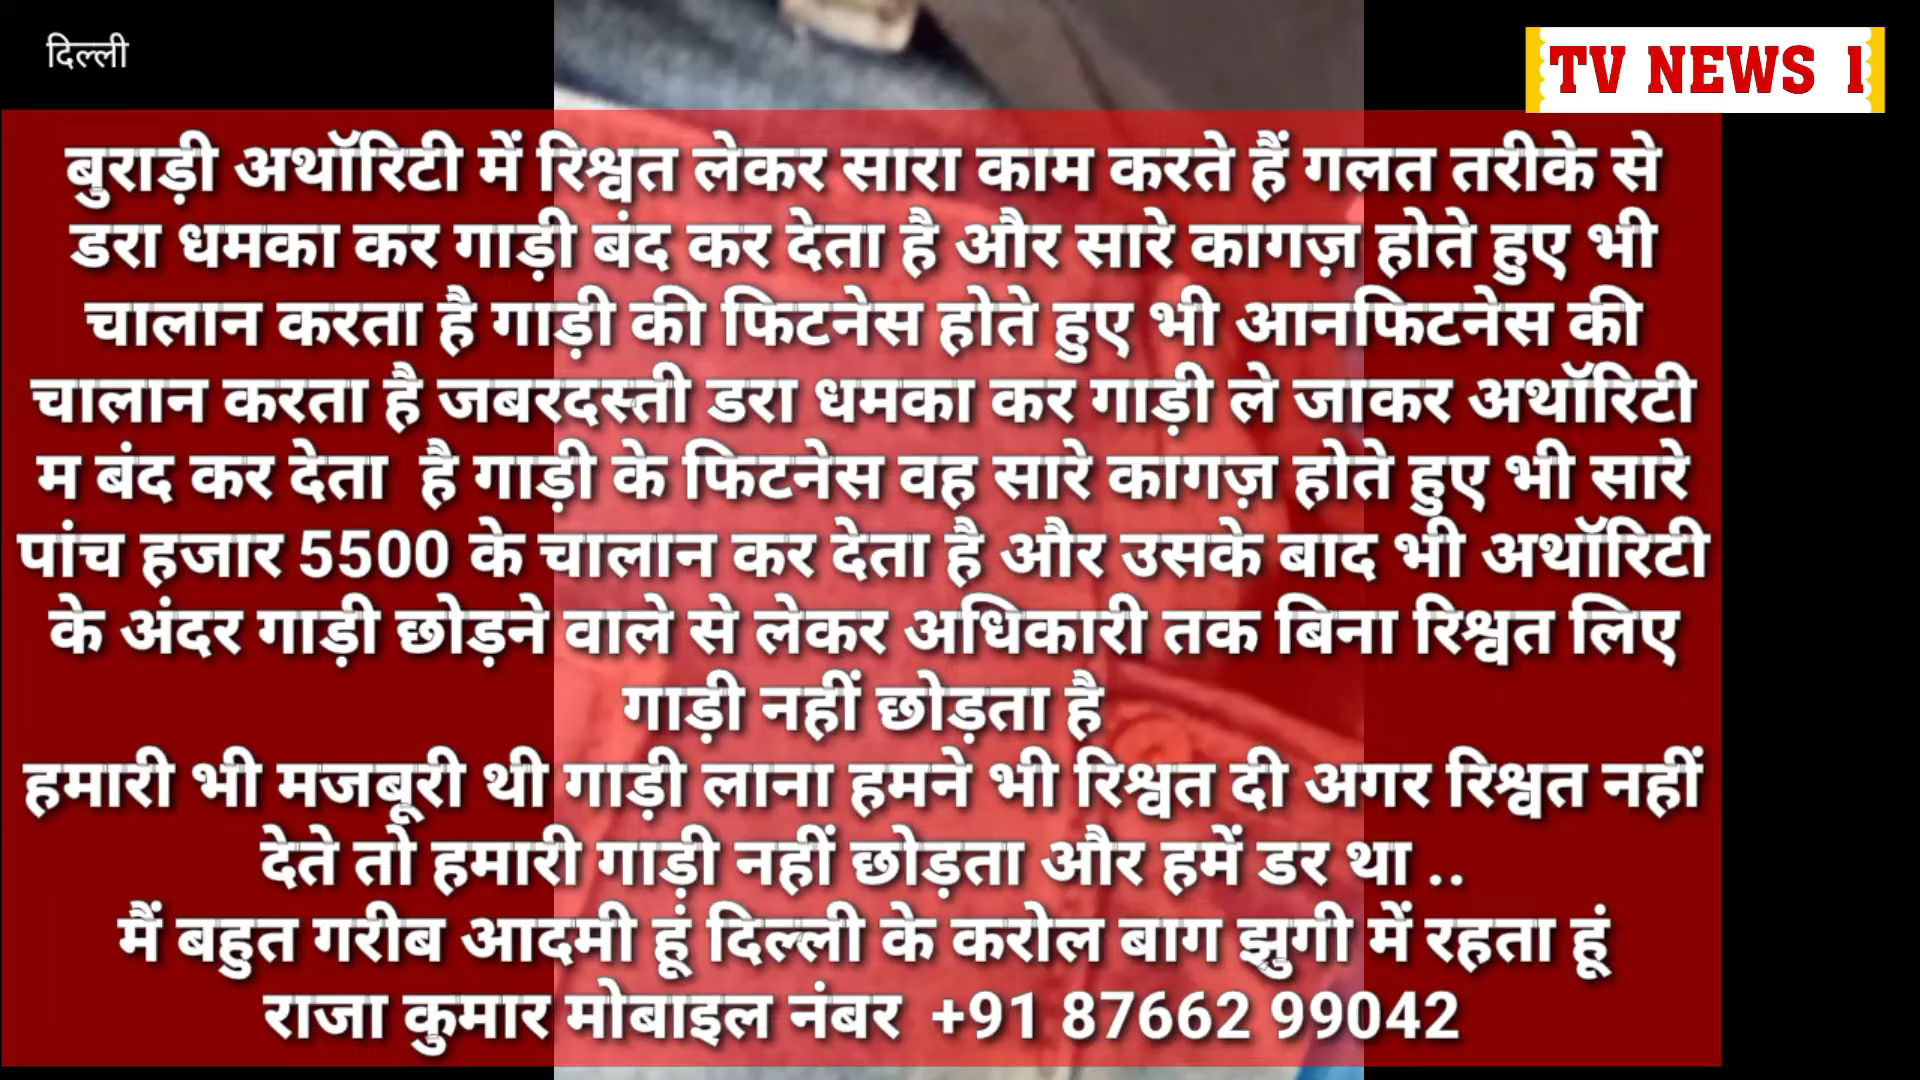 दिल्ली
TV NEWS 1
बुराड़ी अथॉरिटी में रिश्वत लेकर सारा काम करते हैं गलत तरीके से
डरा धमका कर गाड़ी बंद कर देता है और सारे कागज़ होते हुए भी
चालान करता है गाड़ी की फिटनेस होते हुए भी आनफिटनेस की
चालान करता है जबरदस्ती डरा धमका कर गाड़ी ले जाकर अथॉरिटी
म बंद कर देता है गाड़ी के फिटनेस वह सारे कागज़ होते हुए भी सारे
पांच हजार 5500 के चालान कर देता है और उसके बाद भी अथॉरिटी
के अंदर गाड़ी छोड़ने वाले से लेकर अधिकारी तक बिना रिश्वत लिए
गाड़ी नहीं छोड़ता है
हमारी भी मजबूरी थी गाड़ी लाना हमने भी रिश्वत दी अगर रिश्वत नहीं
देते तो हमारी गाड़ी नहीं छोड़ता और हमें डर था ..
मैं बहुत गरीब आदमी हूं दिल्ली के करोल बाग झुगी में रहता हूं
राजा कुमार मोबाइल नंबर +91 87662 99042